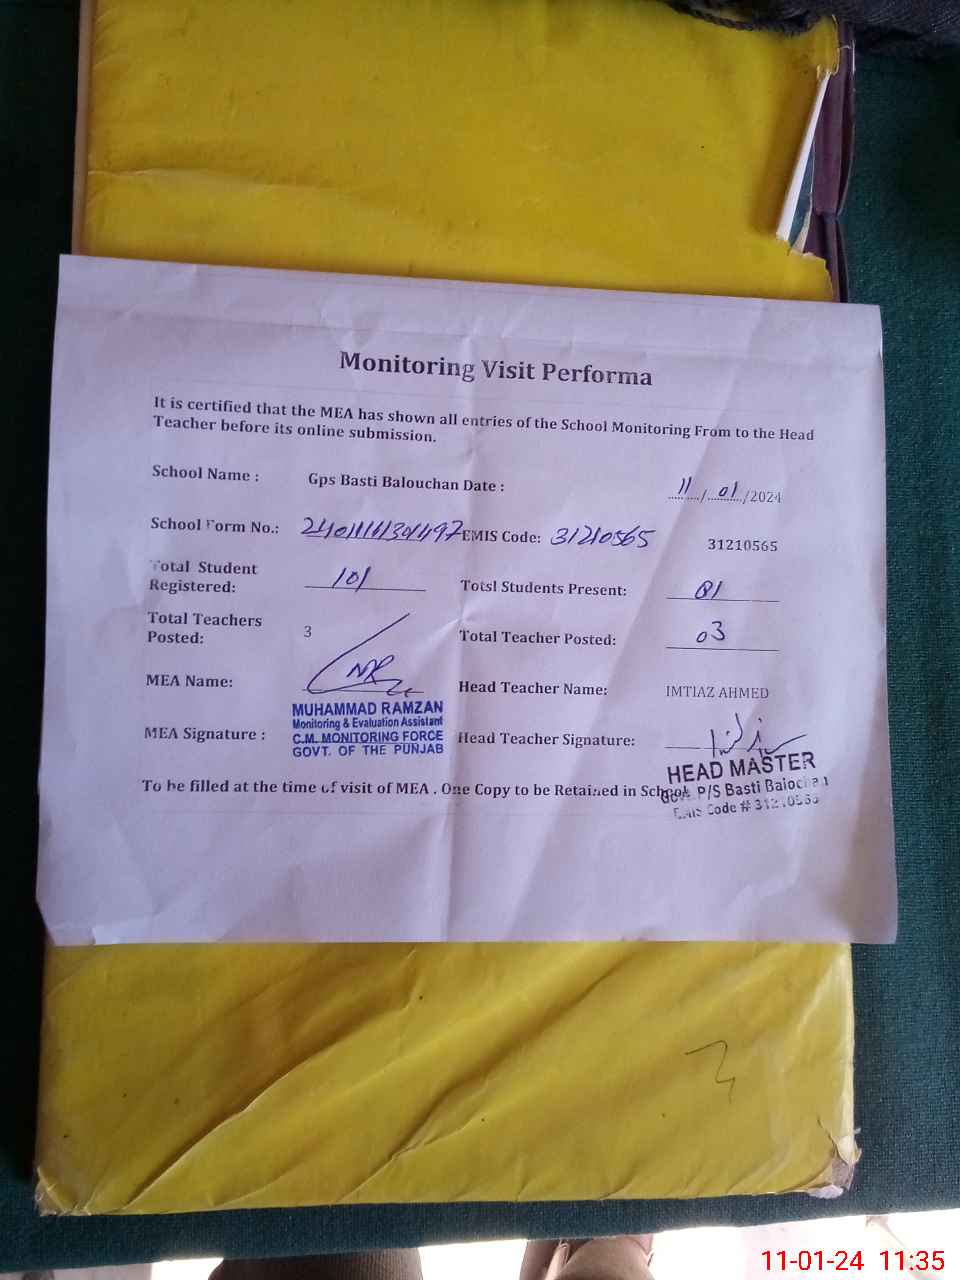 Monitoring Visit Performa
It is certified that the MEA has shown all entries of the School Monitoring From to the Head
Teacher before its online submission.
School Name : Gps Basti Balouchan Date : 11/01/2024
School Form No.: EMIS Code: 31210565 31210565
Total Student
Registered: 101 Totsl Students Present: 81
Total Teachers
Posted: 3 Total Teacher Posted: 03
MEA Name: Head Teacher Name: IMTIAZ AHMED
MUHAMMAD RAMZAN
Monitoring & Evaluation Assistant
C.M. MONITORING FORCE
GOVT. OF THE PUNJAB
MEA Signature : Head Teacher Signature:
HEAD MASTER
Govt. P/S Basti Balochan
EMIS Code # 31210565
To be filled at the time of visit of MEA . One Copy to be Retained in School.
11-01-24 11:35